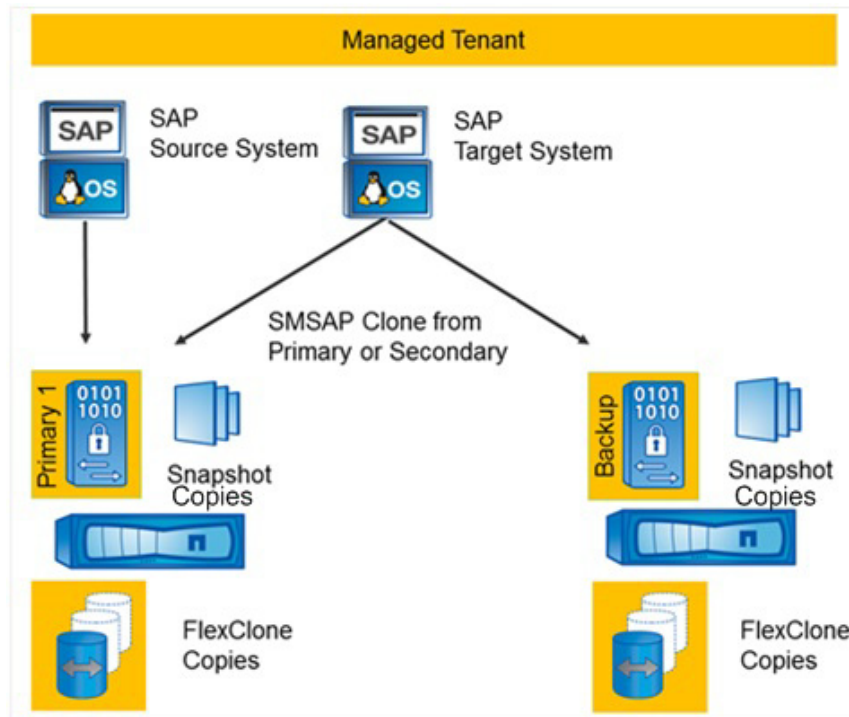 Managed Tenant
SAP
OS
SAP
Source System
SAP
OS
SAP
Target System
SMSAP Clone from
Primary or Secondary
Primary 1
0101
1010
Snapshot
Copies
Backup
0101
1010
Snapshot
Copies
FlexClone
Copies
FlexClone
Copies